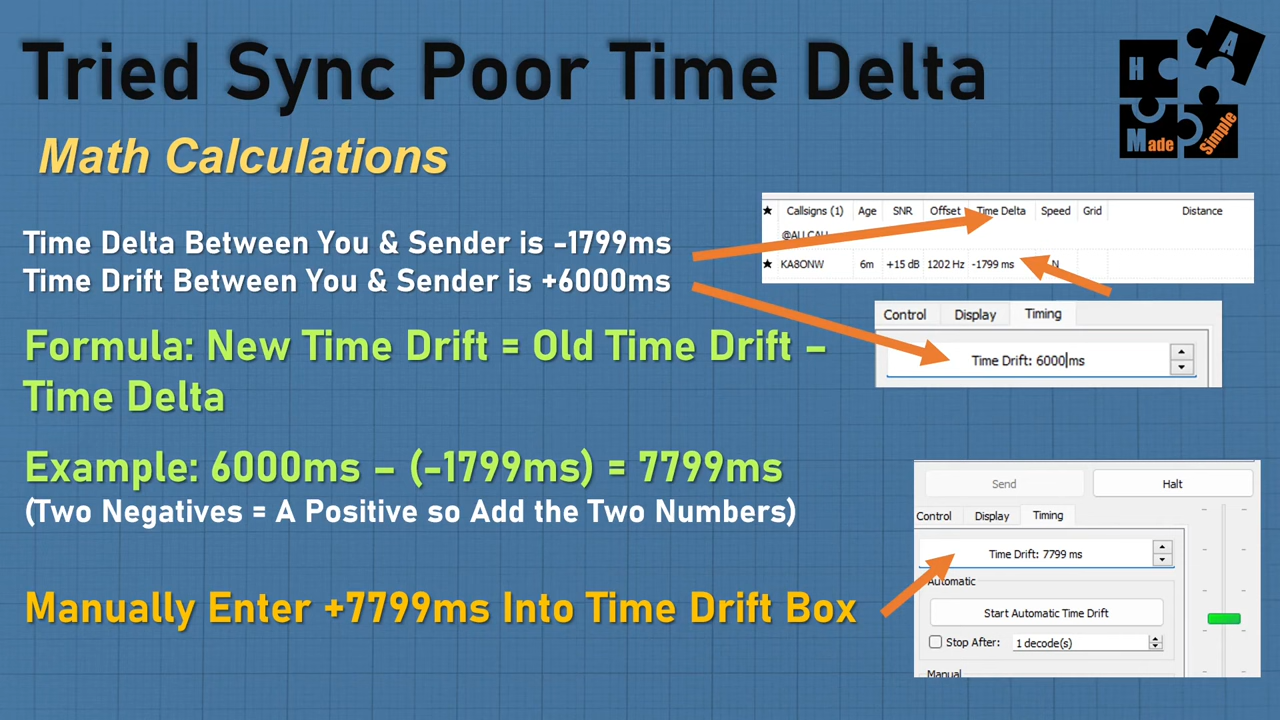 Tried Sync Poor Time Delta
H A
Made Simple
Math Calculations
★ Callsigns (1) Age SNR Offset Time Delta Speed Grid Distance
@ALLCALL
★ KA8ONW 6m +15 dB 1202 Hz -1799 ms N
Time Delta Between You & Sender is -1799ms
Time Drift Between You & Sender is +6000ms
Control Display Timing
Time Drift: 6000 ms
Formula: New Time Drift = Old Time Drift –
Time Delta
Example: 6000ms – (-1799ms) = 7799ms
(Two Negatives = A Positive so Add the Two Numbers)
Send Halt
Control Display Timing
Time Drift: 7799 ms
Automatic
Start Automatic Time Drift
Stop After: 1 decode(s)
Manual
Manually Enter +7799ms Into Time Drift Box